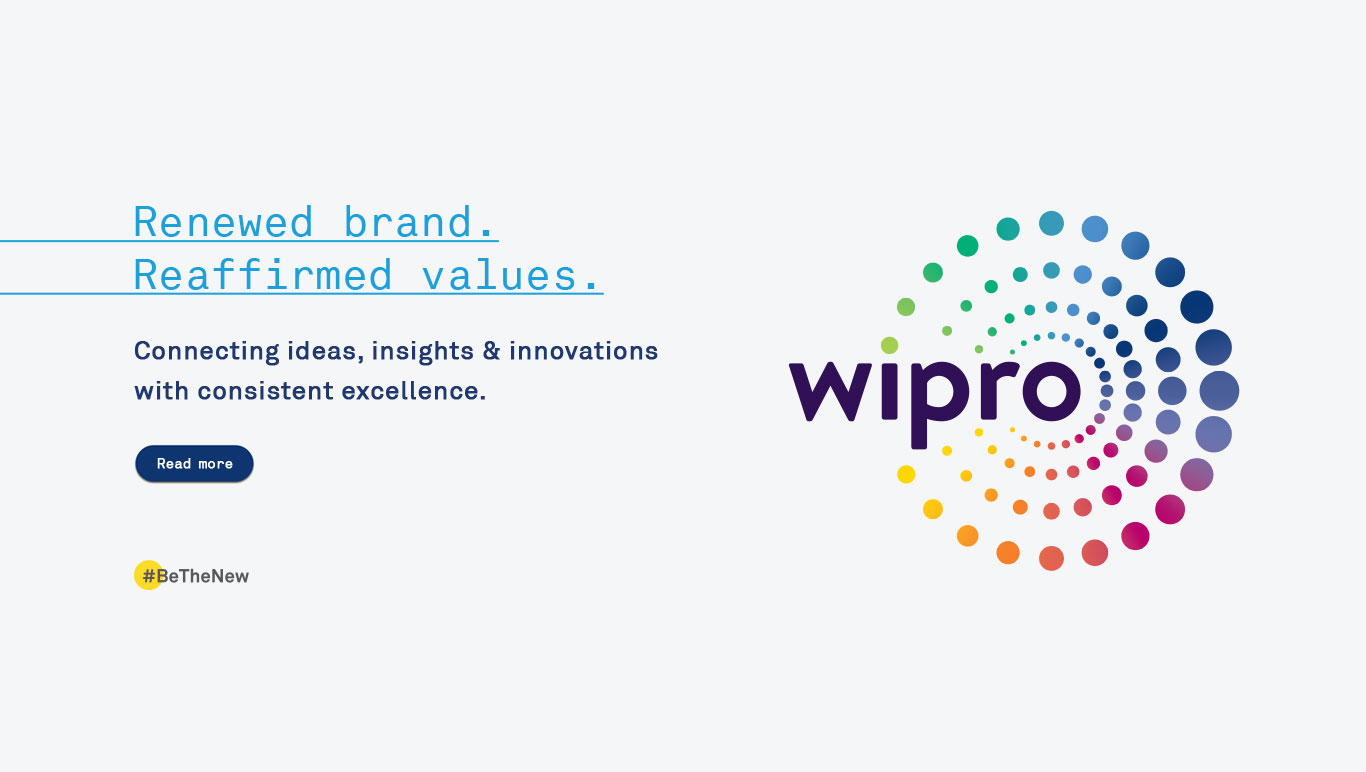 Renewed brand.
Reaffirmed values.
Connecting ideas, insights & innovations
with consistent excellence.
Read more
#BeTheNew
wipro